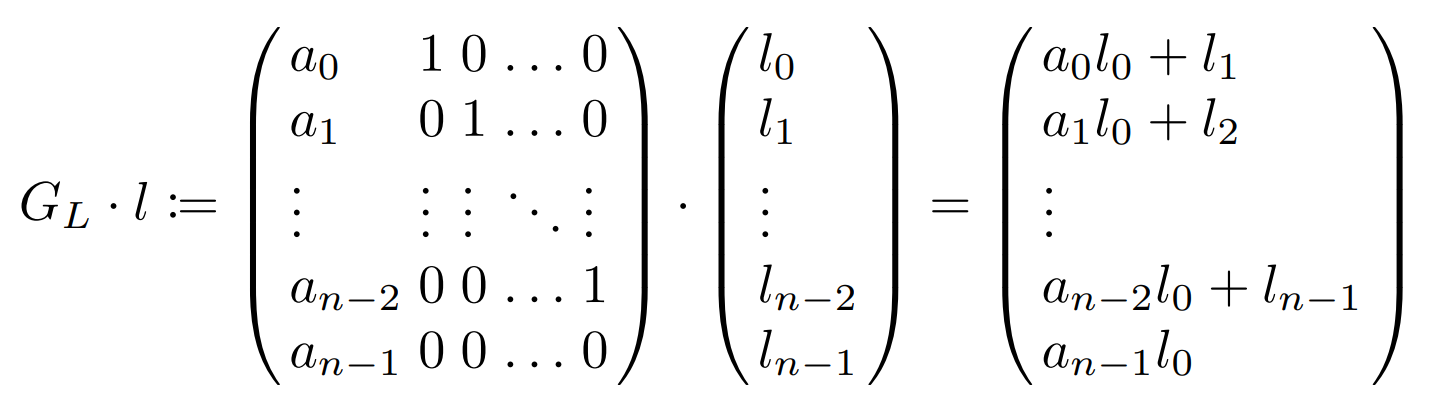 $G_L \cdot l := \begin{pmatrix} a_0 & 1 & 0 & \dots & 0 \\ a_1 & 0 & 1 & \dots & 0 \\ \vdots & \vdots & \vdots & \ddots & \vdots \\ a_{n-2} & 0 & 0 & \dots & 1 \\ a_{n-1} & 0 & 0 & \dots & 0 \end{pmatrix} \cdot \begin{pmatrix} l_0 \\ l_1 \\ \vdots \\ l_{n-2} \\ l_{n-1} \end{pmatrix} = \begin{pmatrix} a_0 l_0 + l_1 \\ a_1 l_0 + l_2 \\ \vdots \\ a_{n-2} l_0 + l_{n-1} \\ a_{n-1} l_0 \end{pmatrix}$